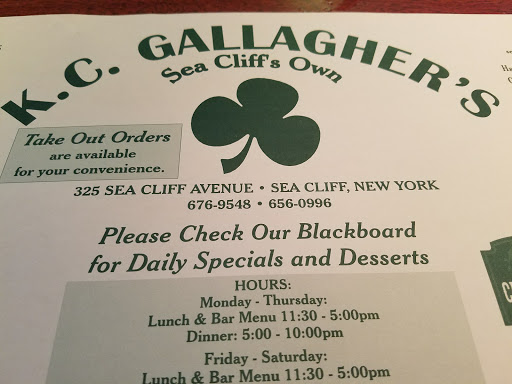 K.C. GALLAGHER'S
Sea Cliff's Own
Take Out Orders
are available
for your convenience.
325 SEA CLIFF AVENUE • SEA CLIFF, NEW YORK
676-9548 • 656-0996
Please Check Our Blackboard
for Daily Specials and Desserts
HOURS:
Monday - Thursday:
Lunch & Bar Menu 11:30 - 5:00pm
Dinner: 5:00 - 10:00pm
Friday - Saturday:
Lunch & Bar Menu 11:30 - 5:00pm